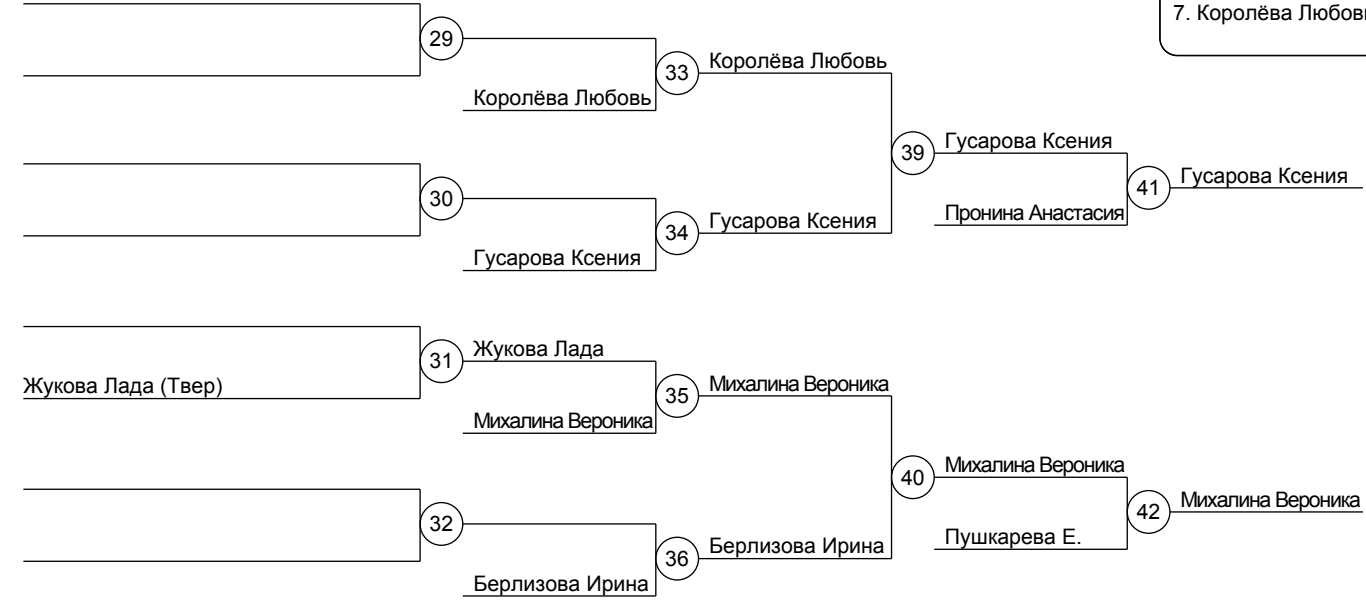 7. Королёва Любовь
29
Королёва Любовь
33
Королёва Любовь
39
Гусарова Ксения
30
Гусарова Ксения
34
Гусарова Ксения
Пронина Анастасия
41
Гусарова Ксения
Жукова Лада (Твер)
31
Жукова Лада
Михалина Вероника
35
Михалина Вероника
40
Михалина Вероника
32
Берлизова Ирина
36
Берлизова Ирина
Пушкарева Е.
42
Михалина Вероника